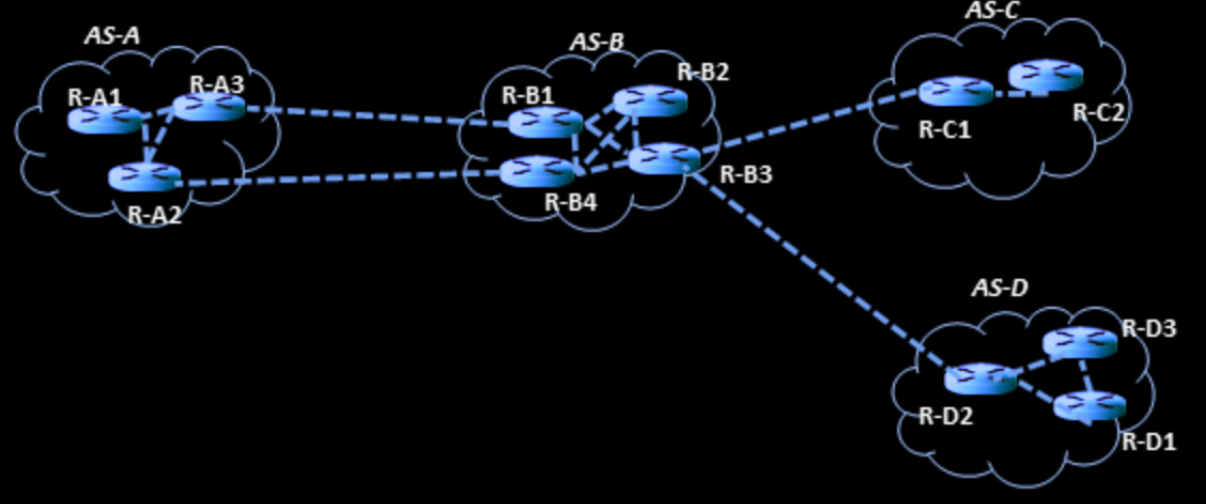 AS-A
R-A1
R-A3
R-A2
AS-B
R-B1
R-B2
R-B3
R-B4
AS-C
R-C1
R-C2
AS-D
R-D3
R-D2
R-D1